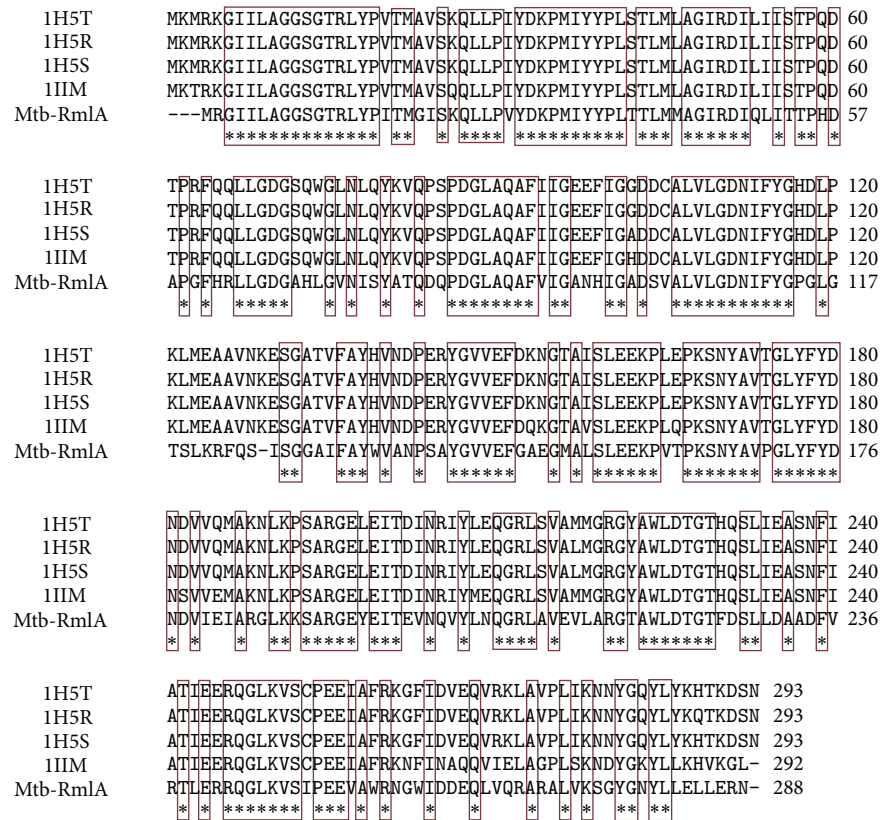 1H5T MKMRKGIILAGGSGTRLYPVTMAVSKQLLPIYDKPMIYYPLSTLMLAGIRDILIISTPQD 60
1H5R MKMRKGIILAGGSGTRLYPVTMAVSKQLLPIYDKPMIYYPLSTLMLAGIRDILIISTPQD 60
1H5S MKMRKGIILAGGSGTRLYPVTMAVSKQLLPIYDKPMIYYPLSTLMLAGIRDILIISTPQD 60
1IIM MKTRKGIILAGGSGTRLYPVTMAVSQQLLPIYDKPMIYYPLSTLMLAGIRDILIISTPQD 60
Mtb-RmlA ---MRGIILAGGSGTRLYPITMGISKQLLPVYDKPMIYYPLTTLMMAGIRDIQLITTPHD 57
************** ** * **** ********** *** ****** * ** *
1H5T TPRFQQLLGDGSQWGLNLQYKVQPSPDGLAQAFIIGEEFIGGDDCALVLGDNIFYGHDLP 120
1H5R TPRFQQLLGDGSQWGLNLQYKVQPSPDGLAQAFIIGEEFIGGDDCALVLGDNIFYGHDLP 120
1H5S TPRFQQLLGDGSQWGLNLQYKVQPSPDGLAQAFIIGEEFIGADDCALVLGDNIFYGHDLP 120
1IIM TPRFQQLLGDGSQWGLNLQYKVQPSPDGLAQAFIIGEEFIGHDDCALVLGDNIFYGHDLP 120
Mtb-RmlA APGFHRLLGDGAHLGVNISYATQDQPDGLAQAFVIGANHIGADSVALVLGDNIFYGPGLG 117
* * ***** * * * * ******** ** ** * *********** *
1H5T KLMEAAVNKESGATVFAYHVNDPERYGVVEFDKNGTAISLEEKPLEPKSNYAVTGLYFYD 180
1H5R KLMEAAVNKESGATVFAYHVNDPERYGVVEFDKNGTAISLEEKPLEPKSNYAVTGLYFYD 180
1H5S KLMEAAVNKESGATVFAYHVNDPERYGVVEFDKNGTAISLEEKPLEPKSNYAVTGLYFYD 180
1IIM KLMEAAVNKESGATVFAYHVNDPERYGVVEFDQKGTAVSLEEKPLQPKSNYAVTGLYFYD 180
Mtb-RmlA TSLKRFQS-ISGGAIFAYWVANPSAYGVVEFGAEGMALSLEEKPVTPKSNYAVPGLYFYD 176
** *** * * ****** * * ****** ******* ******
1H5T NDVVQMAKNLKPSARGELEITDINRIYLEQGRLSVAMMGRGYAWLDTGTHQSLIEASNFI 240
1H5R NDVVQMAKNLKPSARGELEITDINRIYLEQGRLSVALMGRGYAWLDTGTHQSLIEASNFI 240
1H5S NDVVQMAKNLKPSARGELEITDINRIYLEQGRLSVALMGRGYAWLDTGTHQSLIEASNFI 240
1IIM NSVVEMAKNLKPSARGELEITDINRIYMEQGRLSVALMGRGYAWLDTGTHQSLIEASNFI 240
Mtb-RmlA NDVIEIARGLKKSARGEYEITEVNQVYLNQGRLAVEVLARGTAWLDTGTFDSLLDAADFV 236
* * * ** ***** *** * * **** * ** ******* ** * *
1H5T ATIEERQGLKVSCPEEIAFRKGFIDVEQVRKLAVPLIKNNYGQYLYKHTKDSN 293
1H5R ATIEERQGLKVSCPEEIAFRKGFIDVEQVRKLAVPLIKNNYGQYLYKQTKDSN 293
1H5S ATIEERQGLKVSCPEEIAFRKGFIDVEQVRKLAVPLIKNNYGQYLYKHTKDSN 293
1IIM ATIEERQGLKVSCPEEIAFRKNFINAQQVIELAGPLSKNDYGKYLLKHVKGL- 292
Mtb-RmlA RTLERRQGLKVSIPEEVAWRNGWIDDEQLVQRARALVKSGYGNYLLELLERN- 288
* * ******* *** * * * * * * * ** **